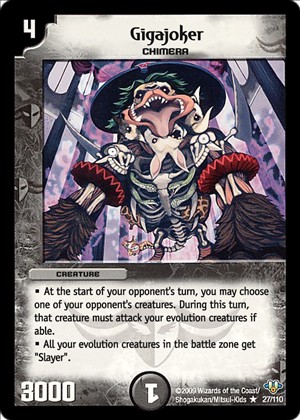 4
Gigajoker
CHIMERA
CREATURE
▪ At the start of your opponent's turn, you may choose
one of your opponent's creatures. During this turn,
that creature must attack your evolution creatures if
able.
▪ All your evolution creatures in the battle zone get
"Slayer".
3000
1
©2009 Wizards of the Coast/
Shogakukan/Mitsui-Kids ★ 27/110